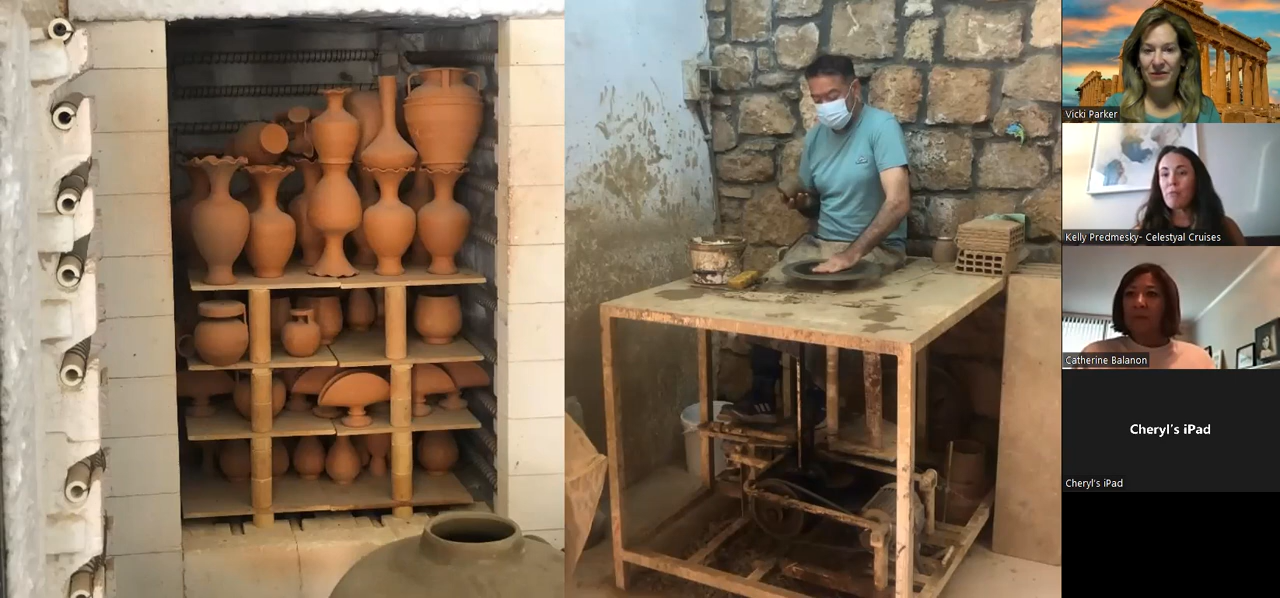 Vicki Parker
Kelly Predmesky- Celestyal Cruises
Catherine Balanon
Cheryl's iPad
Cheryl's iPad